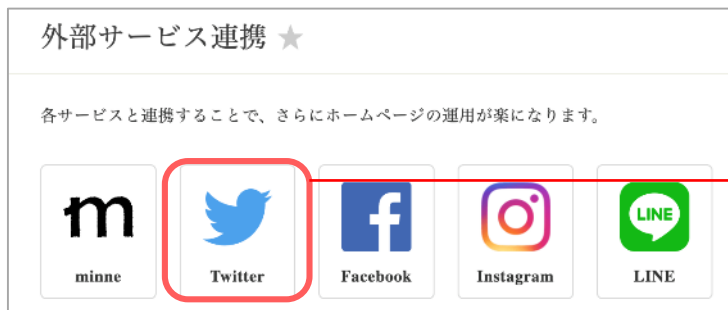 外部サービス連携 ★
各サービスと連携することで、さらにホームページの運用が楽になります。
m
f
LINE
minne
Twitter
Facebook
Instagram
LINE